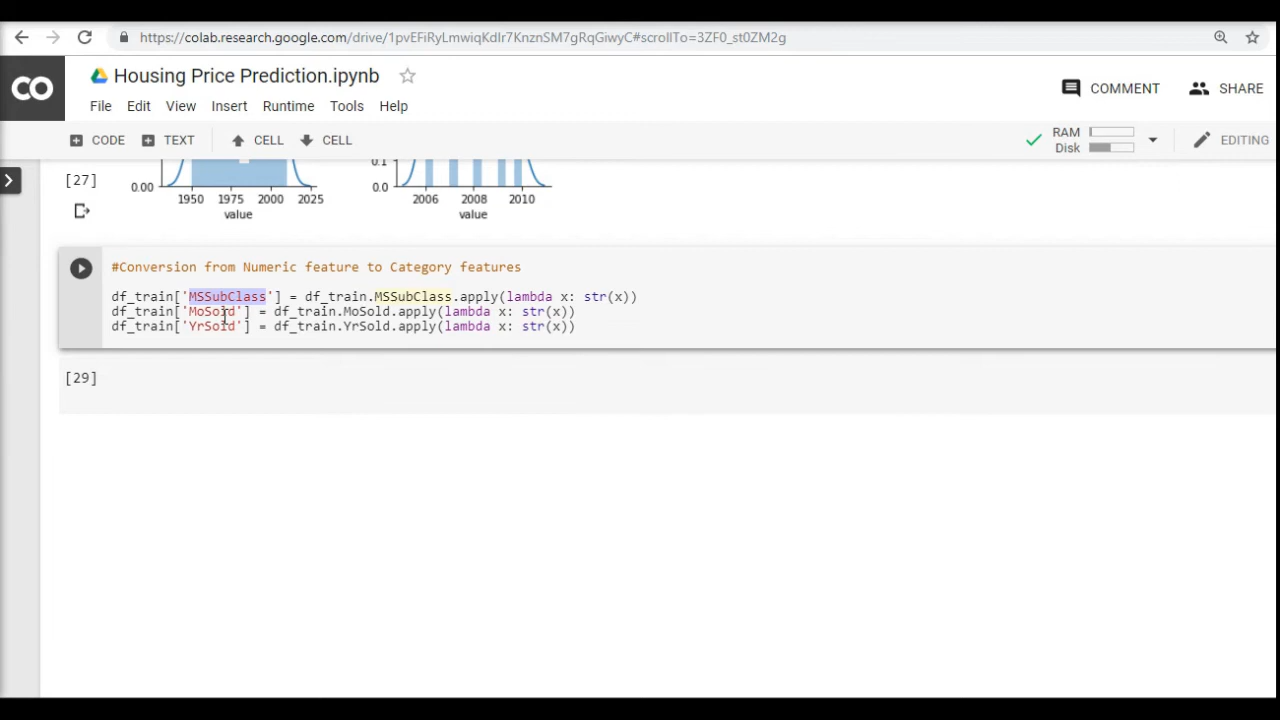 https://colab.research.google.com/drive/1pvEFiRyLmwiqKdIr7KnznSM7gRqGiwyC#scrollTo=3ZF0_st0ZM2g
CO
Housing Price Prediction.ipynb
COMMENT SHARE
File Edit View Insert Runtime Tools Help
CODE TEXT CELL CELL
RAM
Disk
EDITING
[27]
0.00
0.1
0.0
1950 1975 2000 2025
2006 2008 2010
value
value
#Conversion from Numeric feature to Category features
df_train['MSSubClass'] = df_train.MSSubClass.apply(lambda x: str(x))
df_train['MoSold'] = df_train.MoSold.apply(lambda x: str(x))
df_train['YrSold'] = df_train.YrSold.apply(lambda x: str(x))
[29]